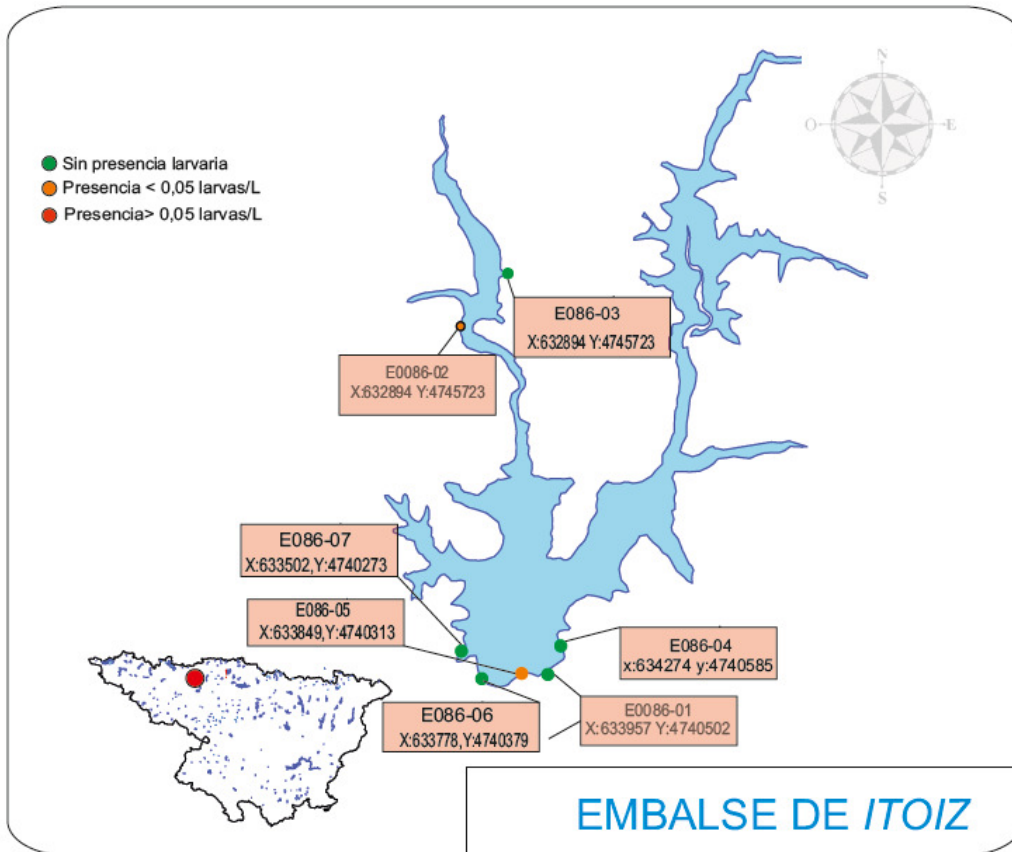 N
O
E
S
Sin presencia larvaria
Presencia < 0,05 larvas/L
Presencia> 0,05 larvas/L
E086-03
X:632894 Y:4745723
E0086-02
X:632894 Y:4745723
E086-07
X:633502,Y:4740273
E086-05
X:633849,Y:4740313
E086-04
x:634274 y:4740585
E086-06
X:633778,Y:4740379
E0086-01
X:633957 Y:4740502
EMBALSE DE ITOIZ